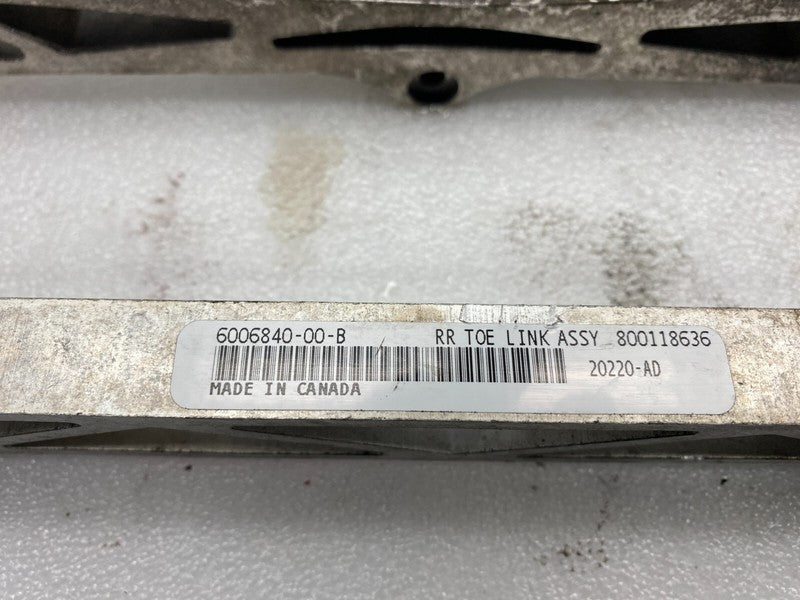 6006840-00-B RR TOE LINK ASSY 800118636
20220-AD
MADE IN CANADA